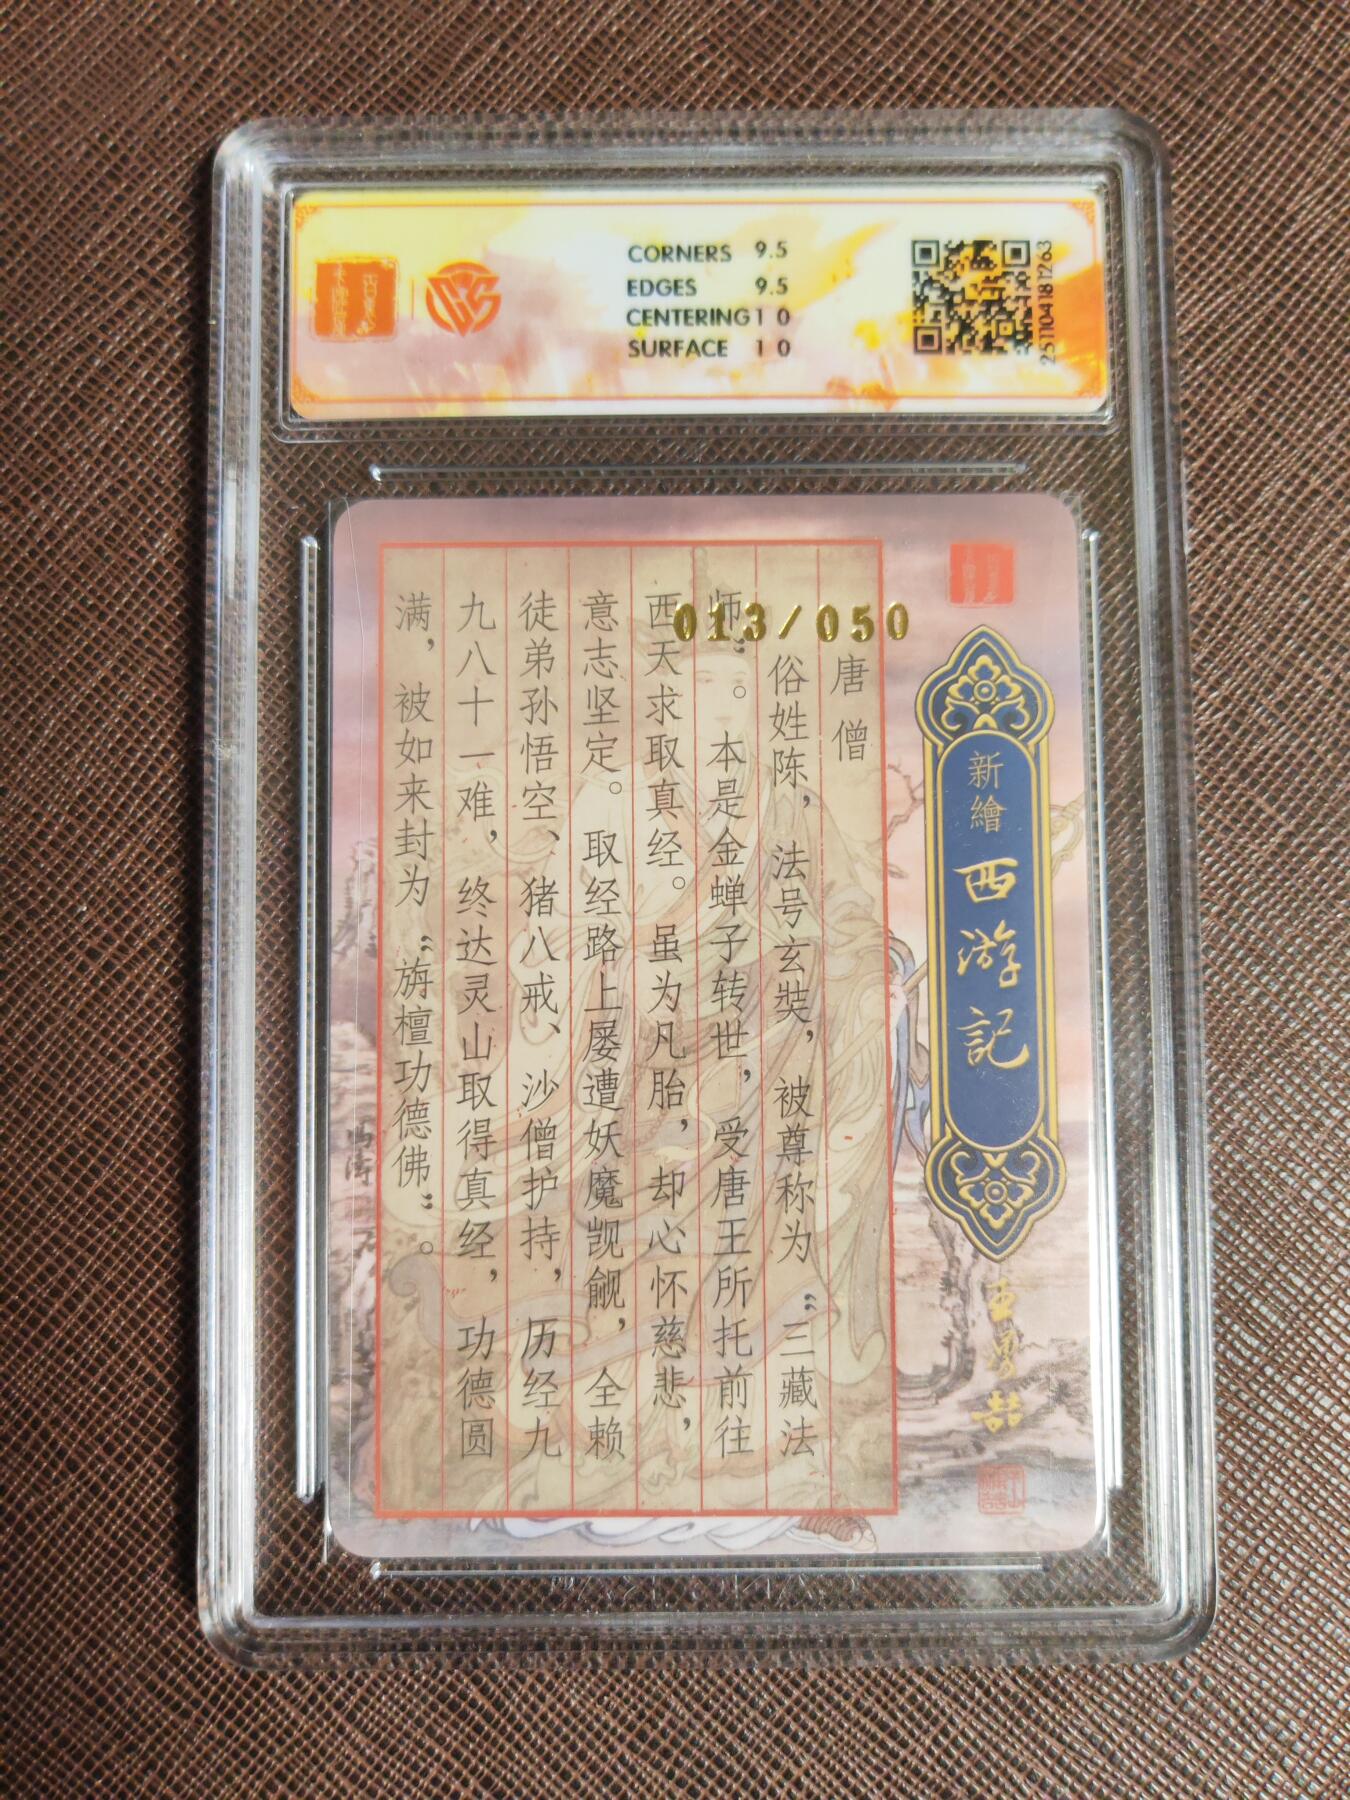 CORNERS 9.5
EDGES 9.5
CENTERING 10
SURFACE 10
251104181263
013/050
新繪
西游記
王勇喆
唐僧
俗姓陈，法号玄奘，被尊称为“三藏法
师”。本是金蝉子转世，受唐王所托前往
西天求取真经。虽为凡胎，却心怀慈悲，
意志坚定。取经路上屡遭妖魔觊觎，全赖
徒弟孙悟空、猪八戒、沙僧护持，历经九
九八十一难，终达灵山取得真经，功德圆
满，被如来封为“旃檀功德佛”。